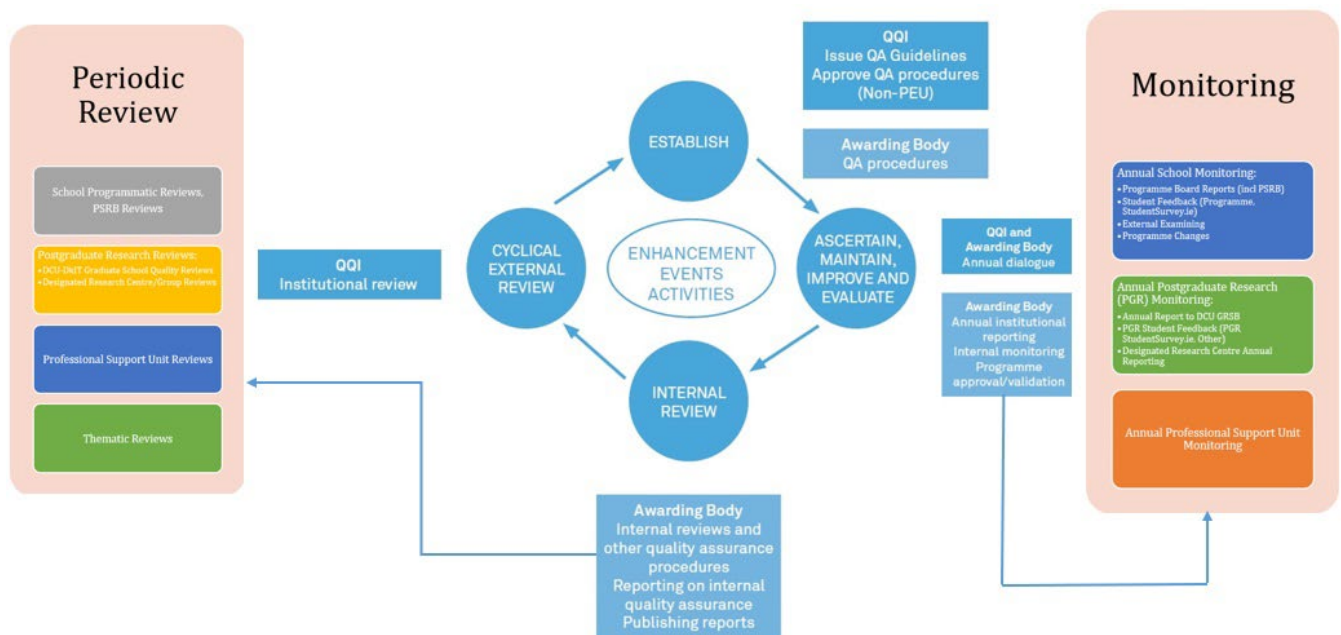 Periodic
Review
School Programmatic Reviews,
PSRB Reviews
Postgraduate Research Reviews:
• DCU-DkIT Graduate School Quality Reviews
• Designated Research Centre/Group Reviews
Professional Support Unit Reviews
Thematic Reviews
QQI
Institutional review
ESTABLISH
CYCLICAL
EXTERNAL
REVIEW
ENHANCEMENT
EVENTS
ACTIVITIES
ASCERTAIN,
MAINTAIN,
IMPROVE AND
EVALUATE
INTERNAL
REVIEW
QQI
Issue QA Guidelines
Approve QA procedures
(Non-PEU)
Awarding Body
QA procedures
QQI and
Awarding Body
Annual dialogue
Awarding Body
Annual institutional
reporting
Internal monitoring
Programme
approval/validation
Awarding Body
Internal reviews and
other quality assurance
procedures
Reporting on internal
quality assurance
Publishing reports
Monitoring
Annual School Monitoring:
• Programme Board Reports (incl PSRB)
• Student Feedback (Programme,
StudentSurvey.ie)
• External Examining
• Programme Changes
Annual Postgraduate Research
(PGR) Monitoring:
• Annual Report to DCU GRSB
• PGR Student Feedback (PGR
StudentSurvey.ie, Other)
• Designated Research Centre Annual
Reporting
Annual Professional Support Unit
Monitoring